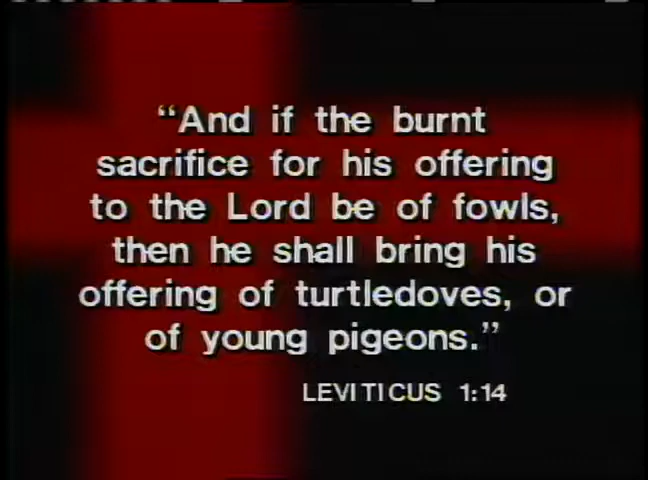 “And if the burnt
sacrifice for his offering
to the Lord be of fowls,
then he shall bring his
offering of turtledoves, or
of young pigeons.”
LEVITICUS 1:14